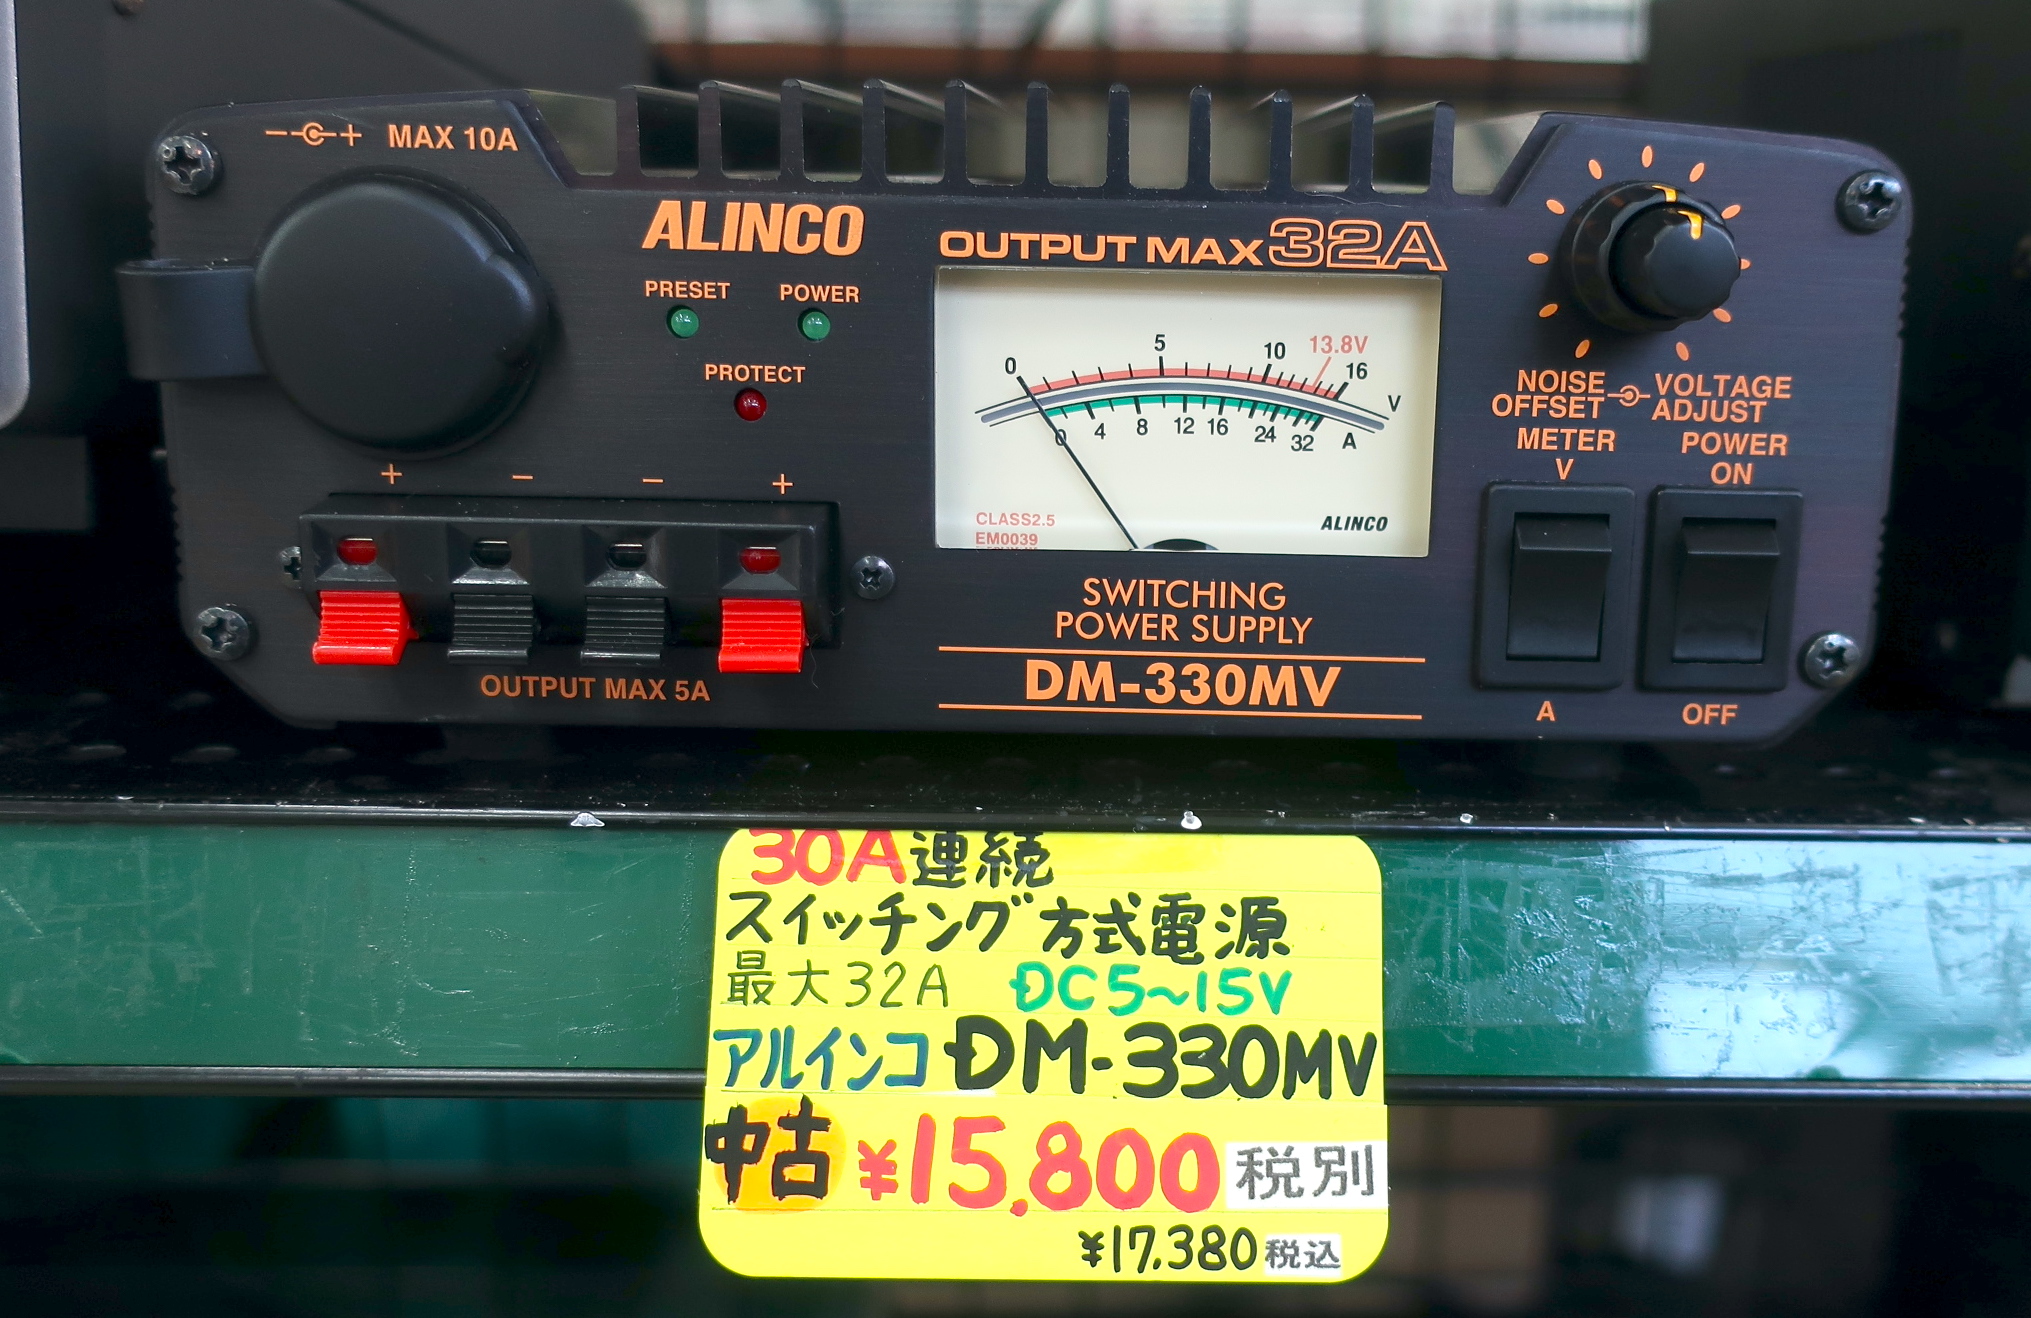 MAX 10A
ALINCO
PRESET POWER
PROTECT
+ − − +
OUTPUT MAX 5A
OUTPUT MAX 32A
0 5 10 13.8V 16 V
0 4 8 12 16 24 32 A
CLASS2.5
EM0039
ALINCO
SWITCHING
POWER SUPPLY
DM-330MV
NOISE OFFSET
VOLTAGE ADJUST
METER
V
A
POWER
ON
OFF
30A連続
スイッチング方式電源
最大32A DC5~15V
アルインコ DM-330MV
中古 ¥15,800 税別
¥17,380 税込